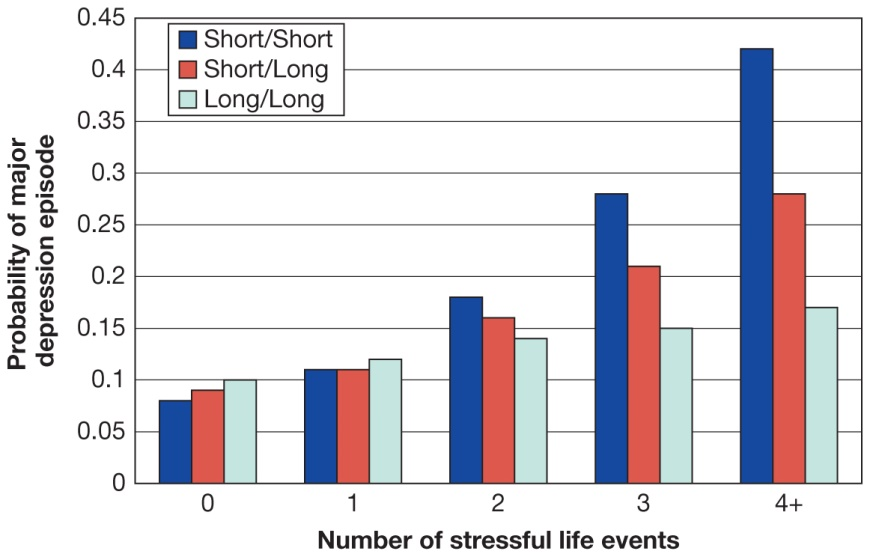 Probability of major
depression episode
0.45
0.4
0.35
0.3
0.25
0.2
0.15
0.1
0.05
0
Short/Short
Short/Long
Long/Long
0 1 2 3 4+
Number of stressful life events